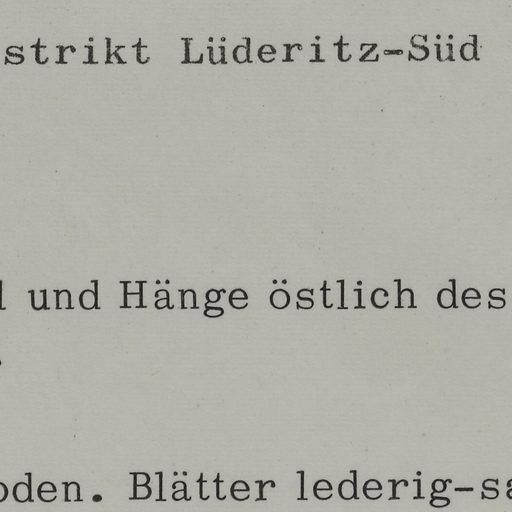 strikt Lüderitz-Süd
und Hänge östlich des
oden. Blätter lederig-sa